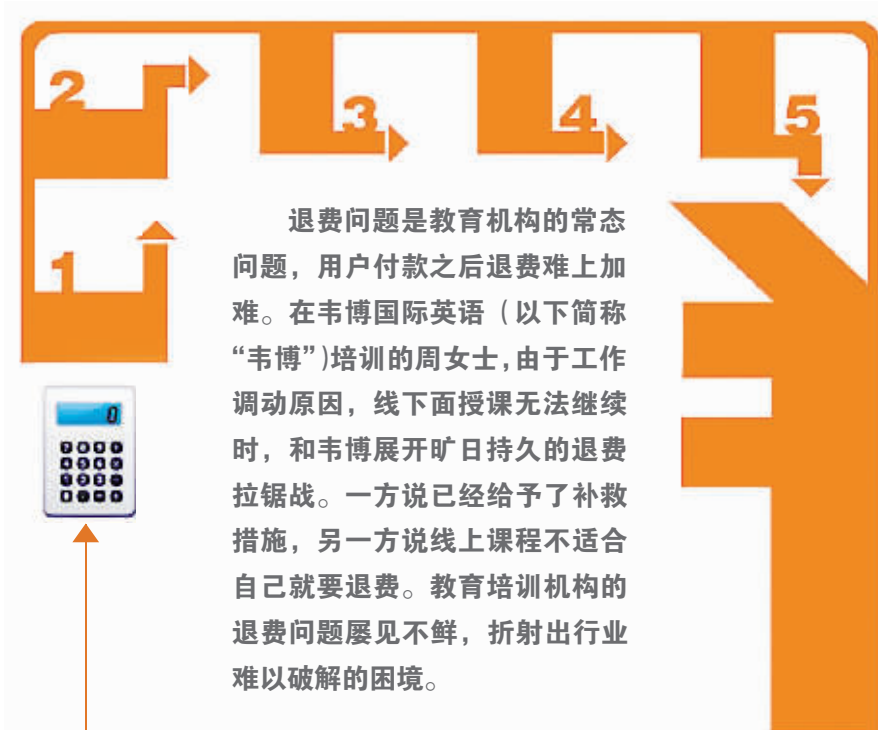 2
3
4
5
1
0
退费问题是教育机构的常态
问题，用户付款之后退费难上加
难。在韦博国际英语（以下简称
“韦博”)培训的周女士,由于工作
调动原因，线下面授课无法继续
时，和韦博展开旷日持久的退费
拉锯战。一方说已经给予了补救
措施，另一方说线上课程不适合
自己就要退费。教育培训机构的
退费问题屡见不鲜，折射出行业
难以破解的困境。